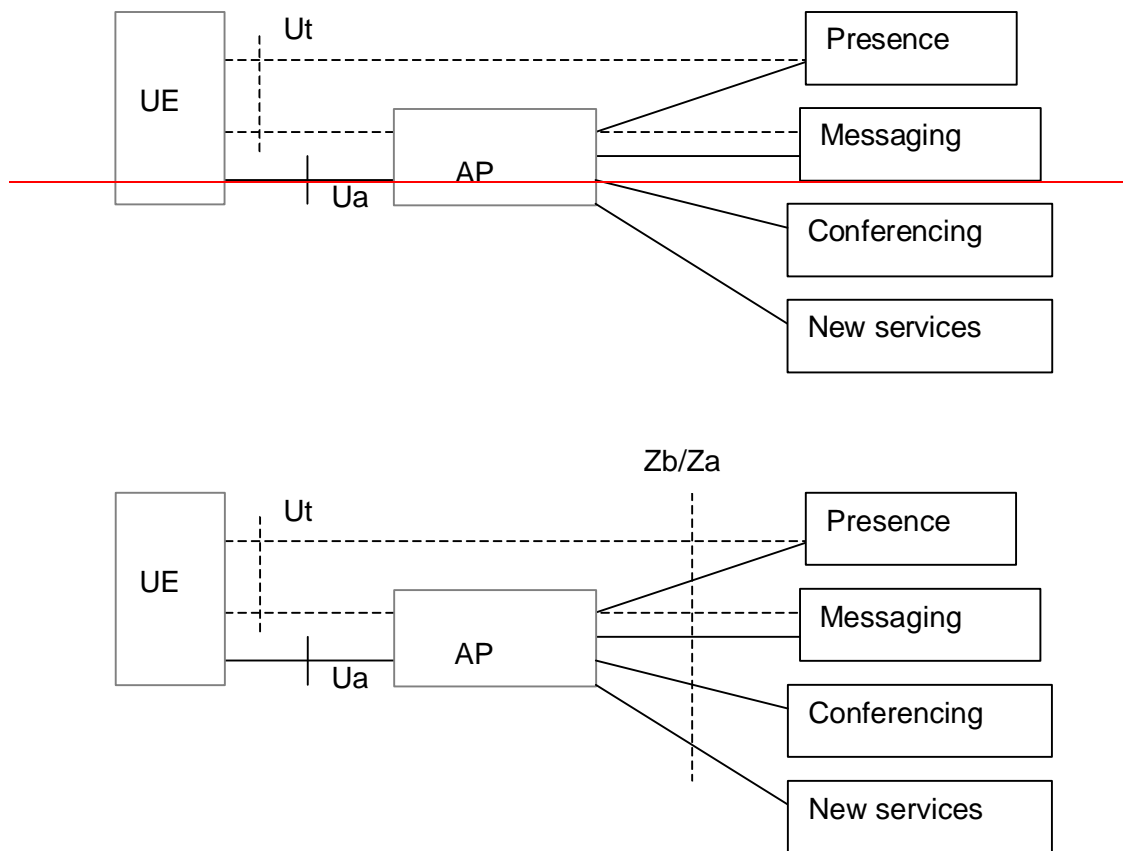 Ut
Presence
UE
Messaging
AP
Ua
Conferencing
New services
Zb/Za
Ut
Presence
UE
Messaging
AP
Ua
Conferencing
New services